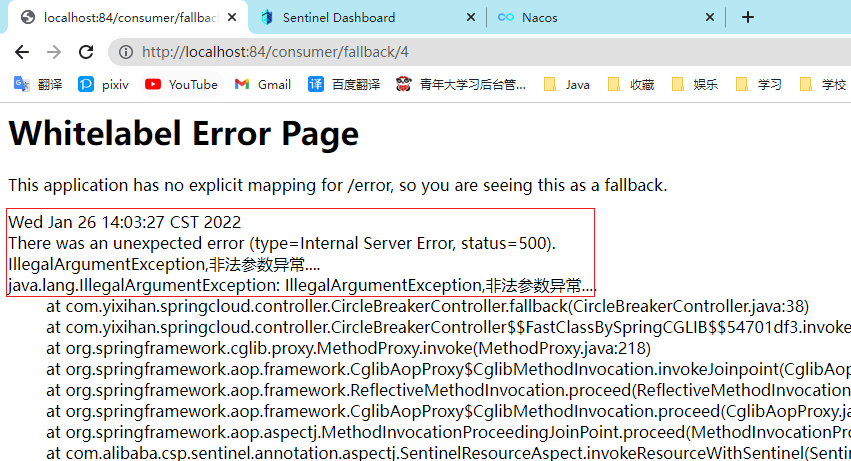 localhost:84/consumer/fallbac
Sentinel Dashboard
Nacos
http://localhost:84/consumer/fallback/4
翻译 pixiv YouTube Gmail 百度翻译 青年大学习后台管... Java 收藏 娱乐 学习 学校
Whitelabel Error Page
This application has no explicit mapping for /error, so you are seeing this as a fallback.
Wed Jan 26 14:03:27 CST 2022
There was an unexpected error (type=Internal Server Error, status=500).
IllegalArgumentException,非法参数异常....
java.lang.IllegalArgumentException: IllegalArgumentException,非法参数异常....
at com.yixihan.springcloud.controller.CircleBreakerController.fallback(CircleBreakerController.java:38)
at com.yixihan.springcloud.controller.CircleBreakerController$$FastClassBySpringCGLIB$$54701df3.invoke
at org.springframework.cglib.proxy.MethodProxy.invoke(MethodProxy.java:218)
at org.springframework.aop.framework.CglibAopProxy$CglibMethodInvocation.invokeJoinpoint(CglibAop
at org.springframework.aop.framework.ReflectiveMethodInvocation.proceed(ReflectiveMethodInvocation
at org.springframework.aop.framework.CglibAopProxy$CglibMethodInvocation.proceed(CglibAopProxy.ja
at org.springframework.aop.aspectj.MethodInvocationProceedingJoinPoint.proceed(MethodInvocationPro
at com.alibaba.csp.sentinel.annotation.aspectj.SentinelResourceAspect.invokeResourceWithSentinel(Senti